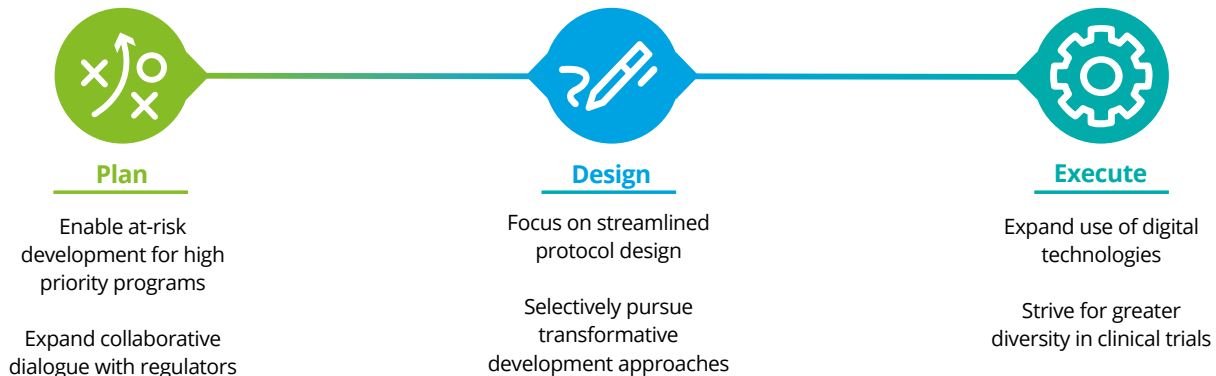 Plan
Enable at-risk
development for high
priority programs
Expand collaborative
dialogue with regulators
Design
Focus on streamlined
protocol design
Selectively pursue
transformative
development approaches
Execute
Expand use of digital
technologies
Strive for greater
diversity in clinical trials